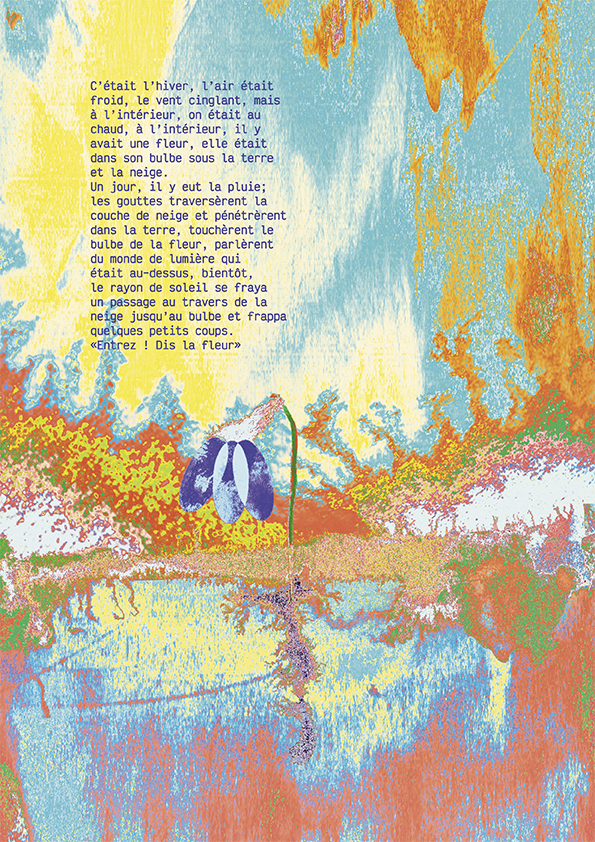 C’était l’hiver, l’air était
froid, le vent cinglant, mais
à l’intérieur, on était au
chaud, à l’intérieur, il y
avait une fleur, elle était
dans son bulbe sous la terre
et la neige.
Un jour, il y eut la pluie;
les gouttes traversèrent la
couche de neige et pénétrèrent
dans la terre, touchèrent le
bulbe de la fleur, parlèrent
du monde de lumière qui
était au-dessus, bientôt,
le rayon de soleil se fraya
un passage au travers de la
neige jusqu’au bulbe et frappa
quelques petits coups.
«Entrez ! Dis la fleur»